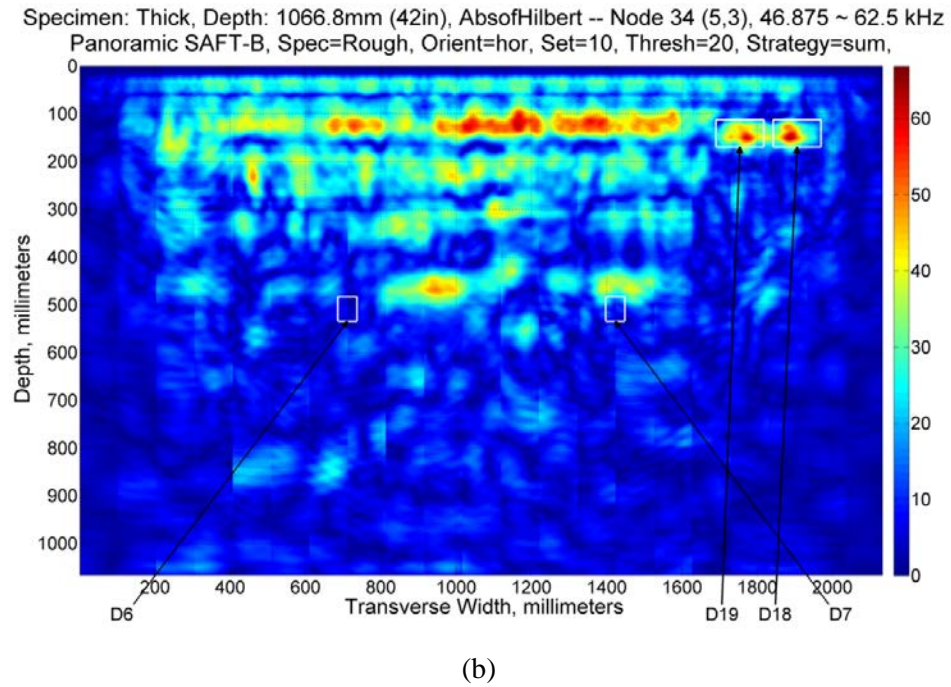 Specimen: Thick, Depth: 1066.8mm (42in), AbsofHilbert -- Node 34 (5,3), 46.875 ~ 62.5 kHz
Panoramic SAFT-B, Spec=Rough, Orient=hor, Set=10, Thresh=20, Strategy=sum,
0
100
200
300
400
500
600
700
800
900
1000
Depth, millimeters
60
50
40
30
20
10
0
200 400 600 800 1000 1200 1400 1600 1800 2000
Transverse Width, millimeters
D6 D19 D18 D7
(b)